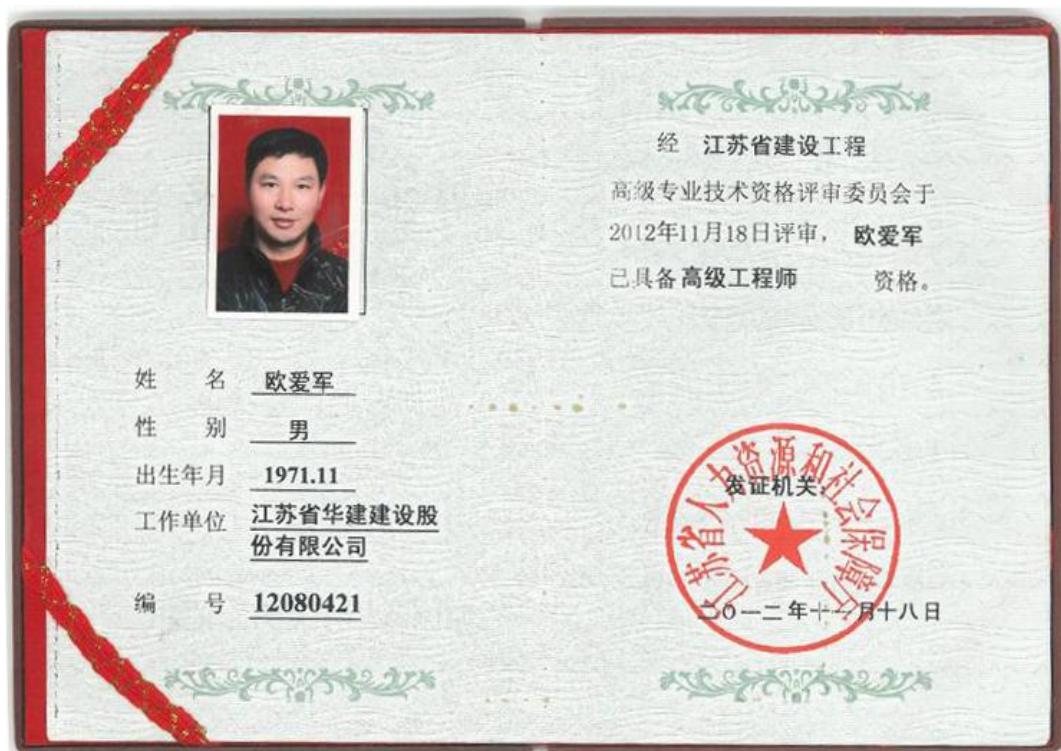 姓 名 欧爱军
性 别 男
出生年月 1971.11
工作单位 江苏省华建建设股
份有限公司
编 号 12080421
经 江苏省建设工程
高级专业技术资格评审委员会于
2012年11月18日评审， 欧爱军
已具备高级工程师 资格。
江苏省人力资源和社会保障厅
发证机关：
二〇一二年十一月十八日